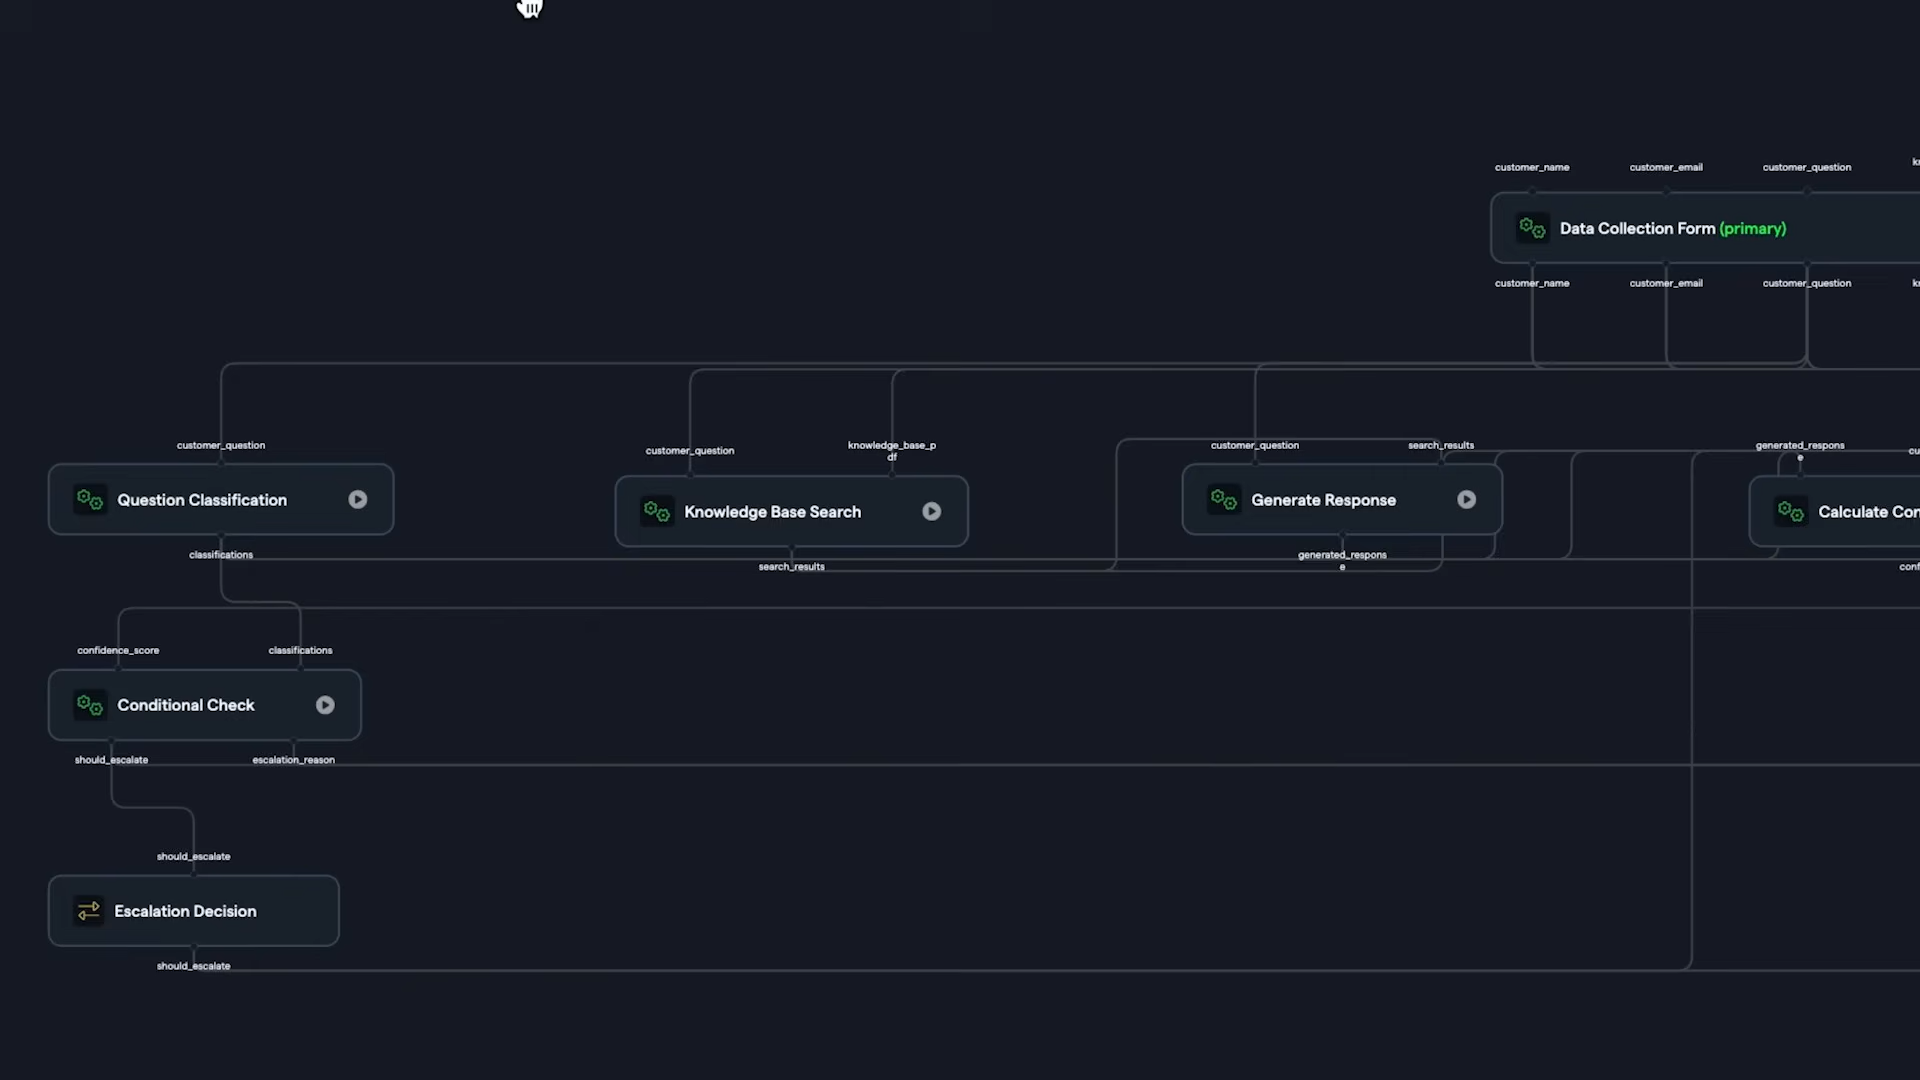 customer_name
customer_email
customer_question
Data Collection Form (primary)
customer_name
customer_email
customer_question
customer_question
Question Classification
classifications
customer_question
knowledge_base_p
df
Knowledge Base Search
search_results
customer_question
search_results
Generate Response
generated_respons
e
generated_respons
e
Calculate
confidence_score
classifications
Conditional Check
should_escalate
escalation_reason
should_escalate
Escalation Decision
should_escalate